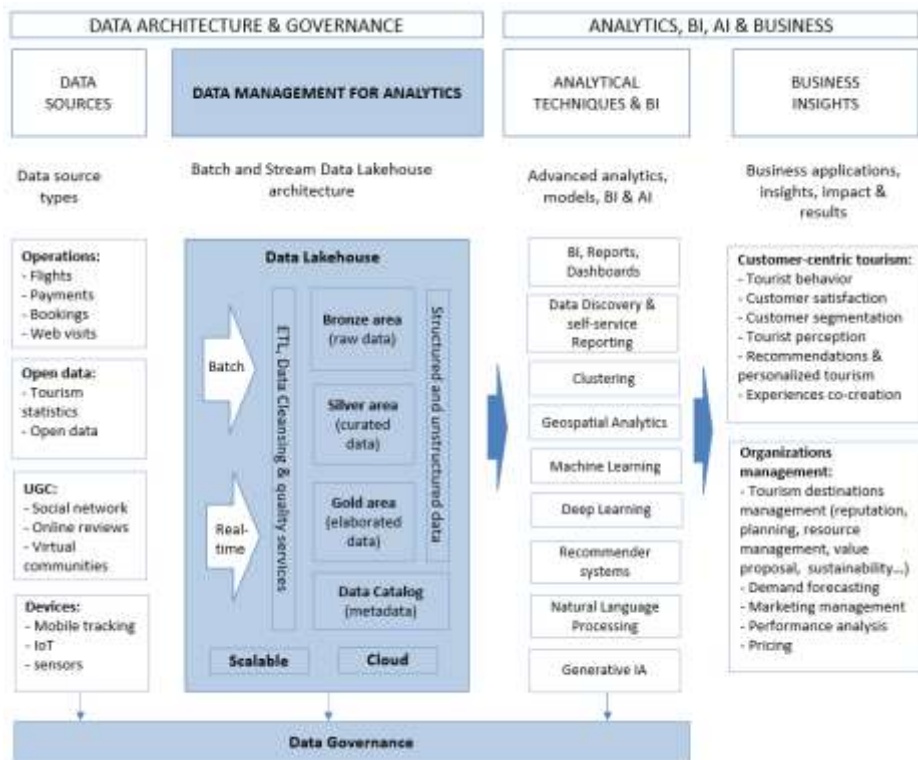 DATA ARCHITECTURE & GOVERNANCE
ANALYTICS, BI, AI & BUSINESS
DATA
SOURCES
DATA MANAGEMENT FOR ANALYTICS
ANALYTICAL
TECHNIQUES & BI
BUSINESS
INSIGHTS
Data source
types
Batch and Stream Data Lakehouse
architecture
Advanced analytics,
models, BI & AI
Business applications,
insights, impact &
results
Operations:
- Flights
- Payments
- Bookings
- Web visits
Open data:
- Tourism
statistics
- Open data
UGC:
- Social network
- Online reviews
- Virtual
communities
Devices:
- Mobile tracking
- IoT
- sensors
Data Lakehouse
Batch
Real-
time
ETL, Data Cleansing & quality services
Bronze area
(raw data)
Silver area
(curated data)
Gold area
(elaborated data)
Data Catalog
(metadata)
Structured and unstructured data
Scalable
Cloud
BI, Reports,
Dashboards
Data Discovery &
self-service
Reporting
Clustering
Geospatial Analytics
Machine Learning
Deep Learning
Recommender
systems
Natural Language
Processing
Generative IA
Customer-centric tourism:
- Tourist behavior
- Customer satisfaction
- Customer segmentation
- Tourist perception
- Recommendations &
personalized tourism
- Experiences co-creation
Organizations
management:
- Tourism destinations
management (reputation,
planning, resource
management, value
proposal, sustainability...)
- Demand forecasting
- Marketing management
- Performance analysis
- Pricing
Data Governance